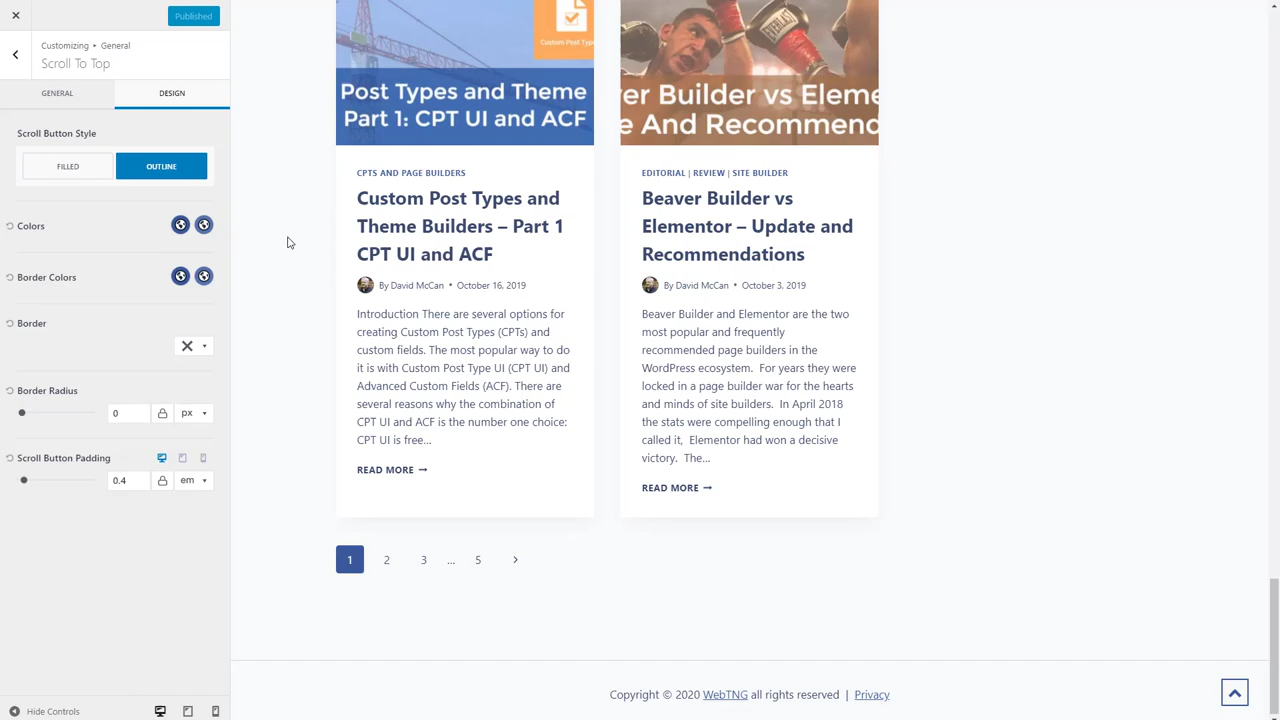 Published
Customizing ▸ General
Scroll To Top
GENERAL
DESIGN
Scroll Button Style
FILLED
OUTLINE
Colors
Border Colors
Border
Border Radius
0
px
Scroll Button Padding
0.4
em
Hide Controls
Custom Post Type
Post Types and Theme
Part 1: CPT UI and ACF
CPTS AND PAGE BUILDERS
Custom Post Types and
Theme Builders – Part 1
CPT UI and ACF
By David McCan • October 16, 2019
Introduction There are several options for
creating Custom Post Types (CPTs) and
custom fields. The most popular way to do
it is with Custom Post Type UI (CPT UI) and
Advanced Custom Fields (ACF). There are
several reasons why the combination of
CPT UI and ACF is the number one choice:
CPT UI is free...
READ MORE →
er Builder vs Eleme
e And Recommend
EDITORIAL | REVIEW | SITE BUILDER
Beaver Builder vs
Elementor – Update and
Recommendations
By David McCan • October 3, 2019
Beaver Builder and Elementor are the two
most popular and frequently
recommended page builders in the
WordPress ecosystem. For years they were
locked in a page builder war for the hearts
and minds of site builders. In April 2018
the stats were compelling enough that I
called it, Elementor had won a decisive
victory. The...
READ MORE →
1 2 3 ... 5 >
Copyright © 2020 WebTNG all rights reserved | Privacy